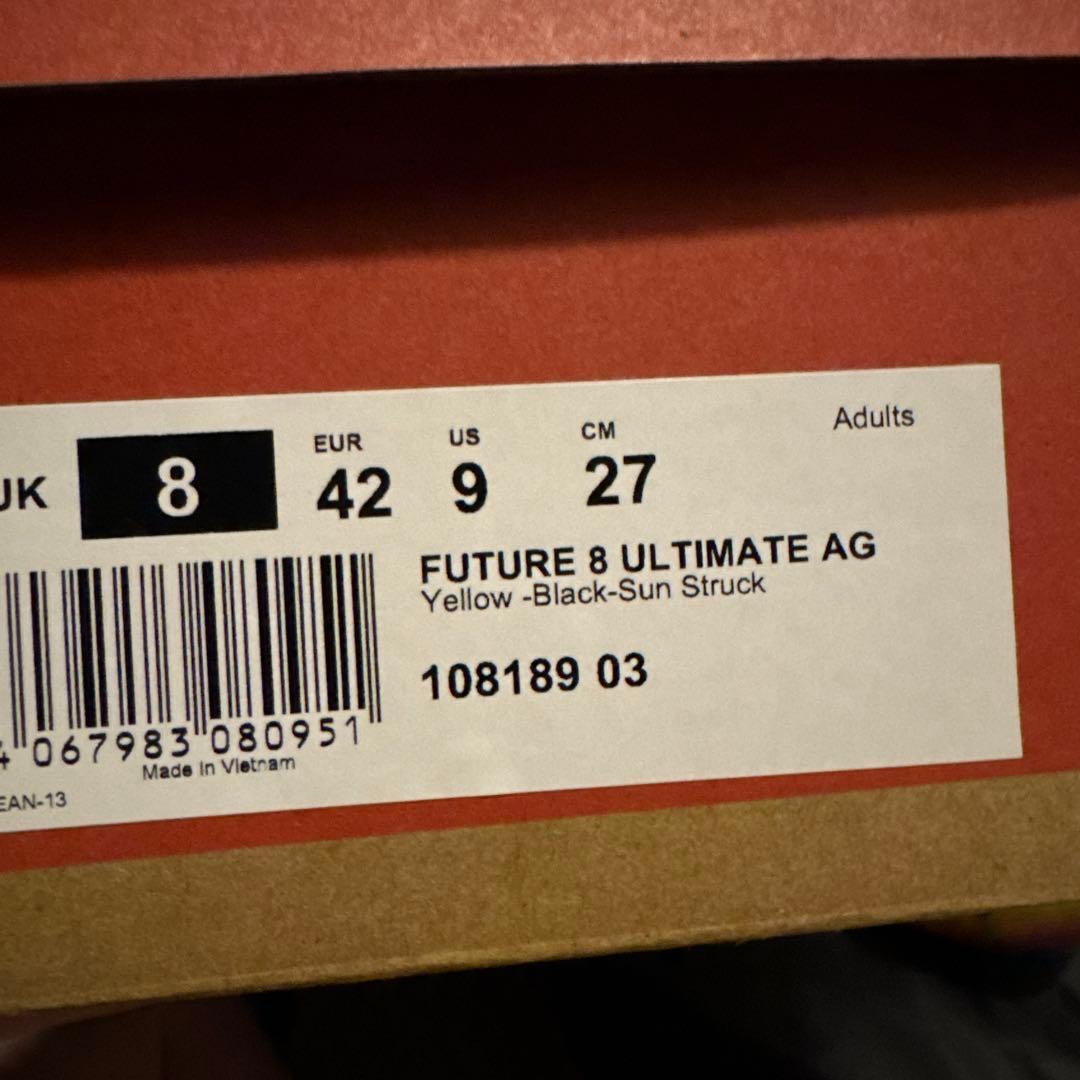 UK 8 EUR 42 US 9 CM 27 Adults
FUTURE 8 ULTIMATE AG
Yellow -Black-Sun Struck
108189 03
4 067983 080951
Made in Vietnam
EAN-13